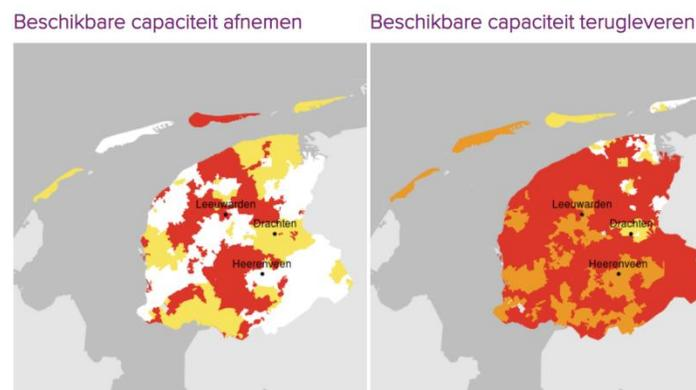 Beschikbare capaciteit afnemen
Leeuwarden
Drachten
Heerenveen
Beschikbare capaciteit terugleveren
Leeuwarden
Drachten
Heerenveen